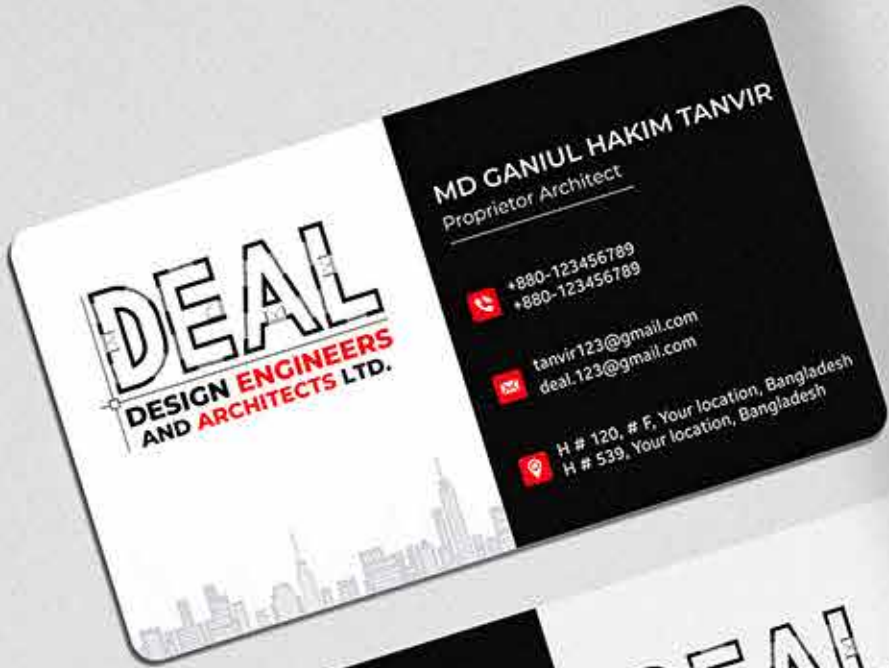 DEAL
DESIGN ENGINEERS
AND ARCHITECTS LTD.
MD GANIUL HAKIM TANVIR
Proprietor Architect
+880-123456789
+880-123456789
tanvir123@gmail.com
deal.123@gmail.com
H # 120, # F, Your location, Bangladesh
H # 539, Your location, Bangladesh
DEAL